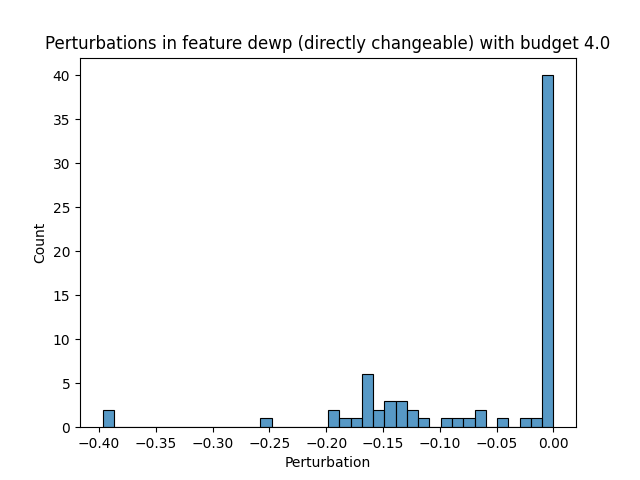 Perturbations in feature dewp (directly changeable) with budget 4.0
40
35
30
25
20
15
10
5
0
Count
−0.40 −0.35 −0.30 −0.25 −0.20 −0.15 −0.10 −0.05 0.00
Perturbation